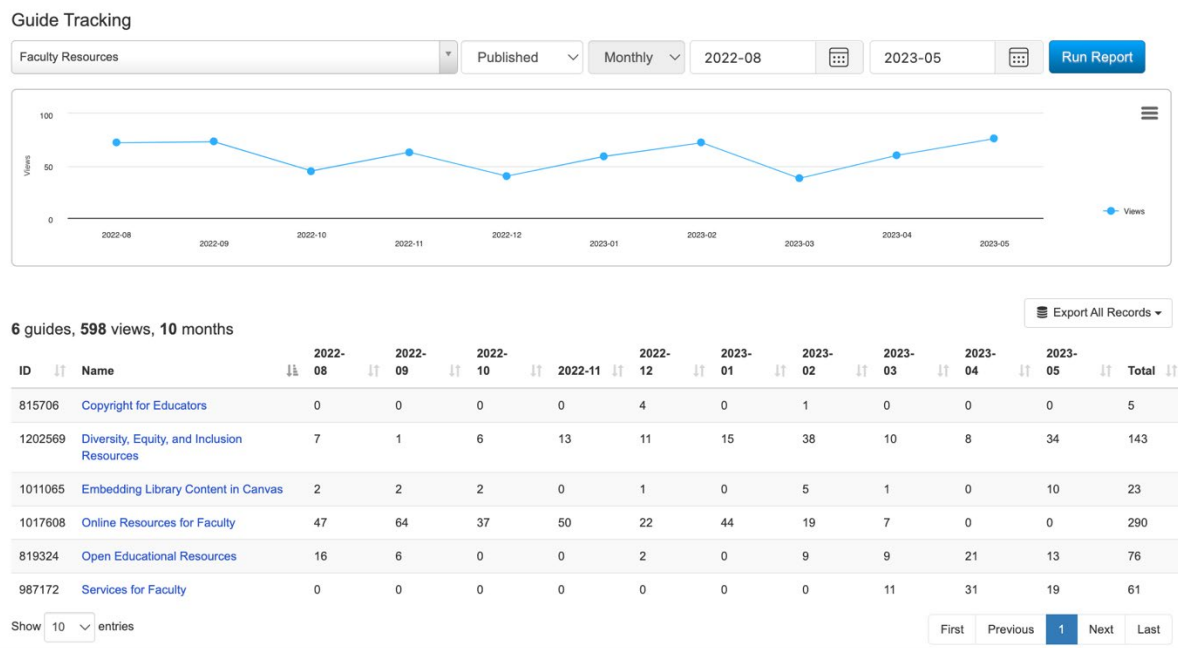 Guide Tracking
Faculty Resources Published Monthly 2022-08 2023-05 Run Report
100
Views
50
0
Views
2022-08 2022-09 2022-10 2022-11 2022-12 2023-01 2023-02 2023-03 2023-04 2023-05
Export All Records
6 guides, 598 views, 10 months
ID Name 2022-08 2022-09 2022-10 2022-11 2022-12 2023-01 2023-02 2023-03 2023-04 2023-05 Total
815706 Copyright for Educators 0 0 0 0 4 0 1 0 0 0 5
1202569 Diversity, Equity, and Inclusion 7 1 6 13 11 15 38 10 8 34 143
Resources
1011065 Embedding Library Content in Canvas 2 2 2 0 1 0 5 1 0 10 23
1017608 Online Resources for Faculty 47 64 37 50 22 44 19 7 0 0 290
819324 Open Educational Resources 16 6 0 0 2 0 9 9 21 13 76
987172 Services for Faculty 0 0 0 0 0 0 0 11 31 19 61
Show 10 entries First Previous 1 Next Last